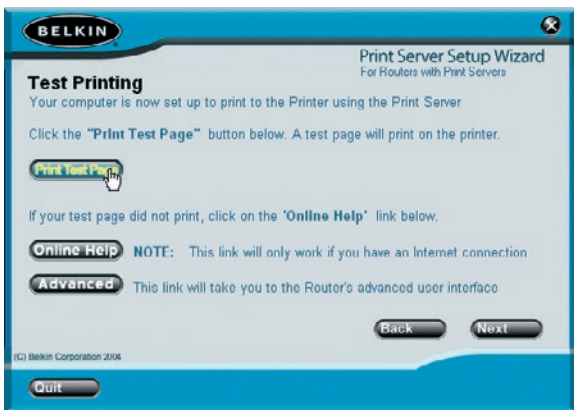 BELKIN
Print Server Setup Wizard
For Routers with Print Servers
Test Printing
Your computer is now set up to print to the Printer using the Print Server
Click the "Print Test Page" button below. A test page will print on the printer.
Print Test Page
If your test page did not print, click on the "Online Help" link below.
Online Help NOTE: This link will only work if you have an Internet connection
Advanced This link will take you to the Router's advanced user interface
Back Next
(C) Belkin Corporation 2004
Quit